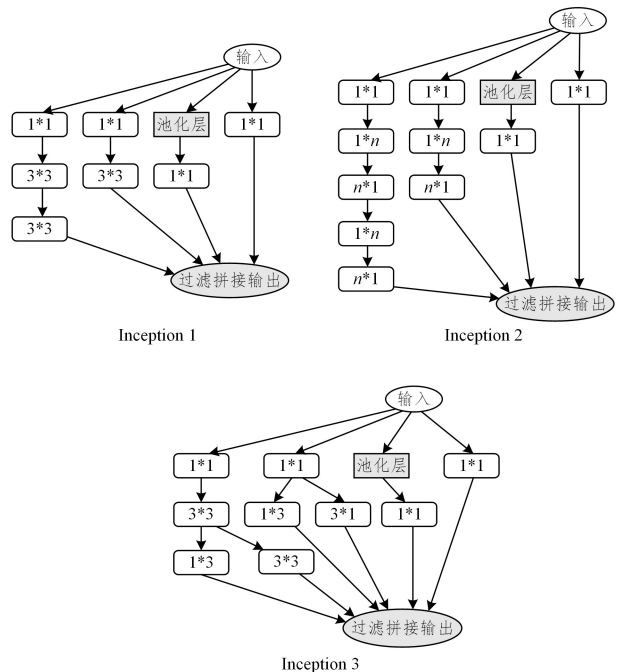 输入
1*1 1*1 池化层 1*1
3*3 3*3 1*1
3*3
过滤拼接输出
Inception 1
输入
1*1 1*1 池化层 1*1
1*n 1*n 1*1
n*1 n*1
1*n
n*1
过滤拼接输出
Inception 2
输入
1*1 1*1 池化层 1*1
3*3 1*3 3*1 1*1
1*3 3*3
过滤拼接输出
Inception 3